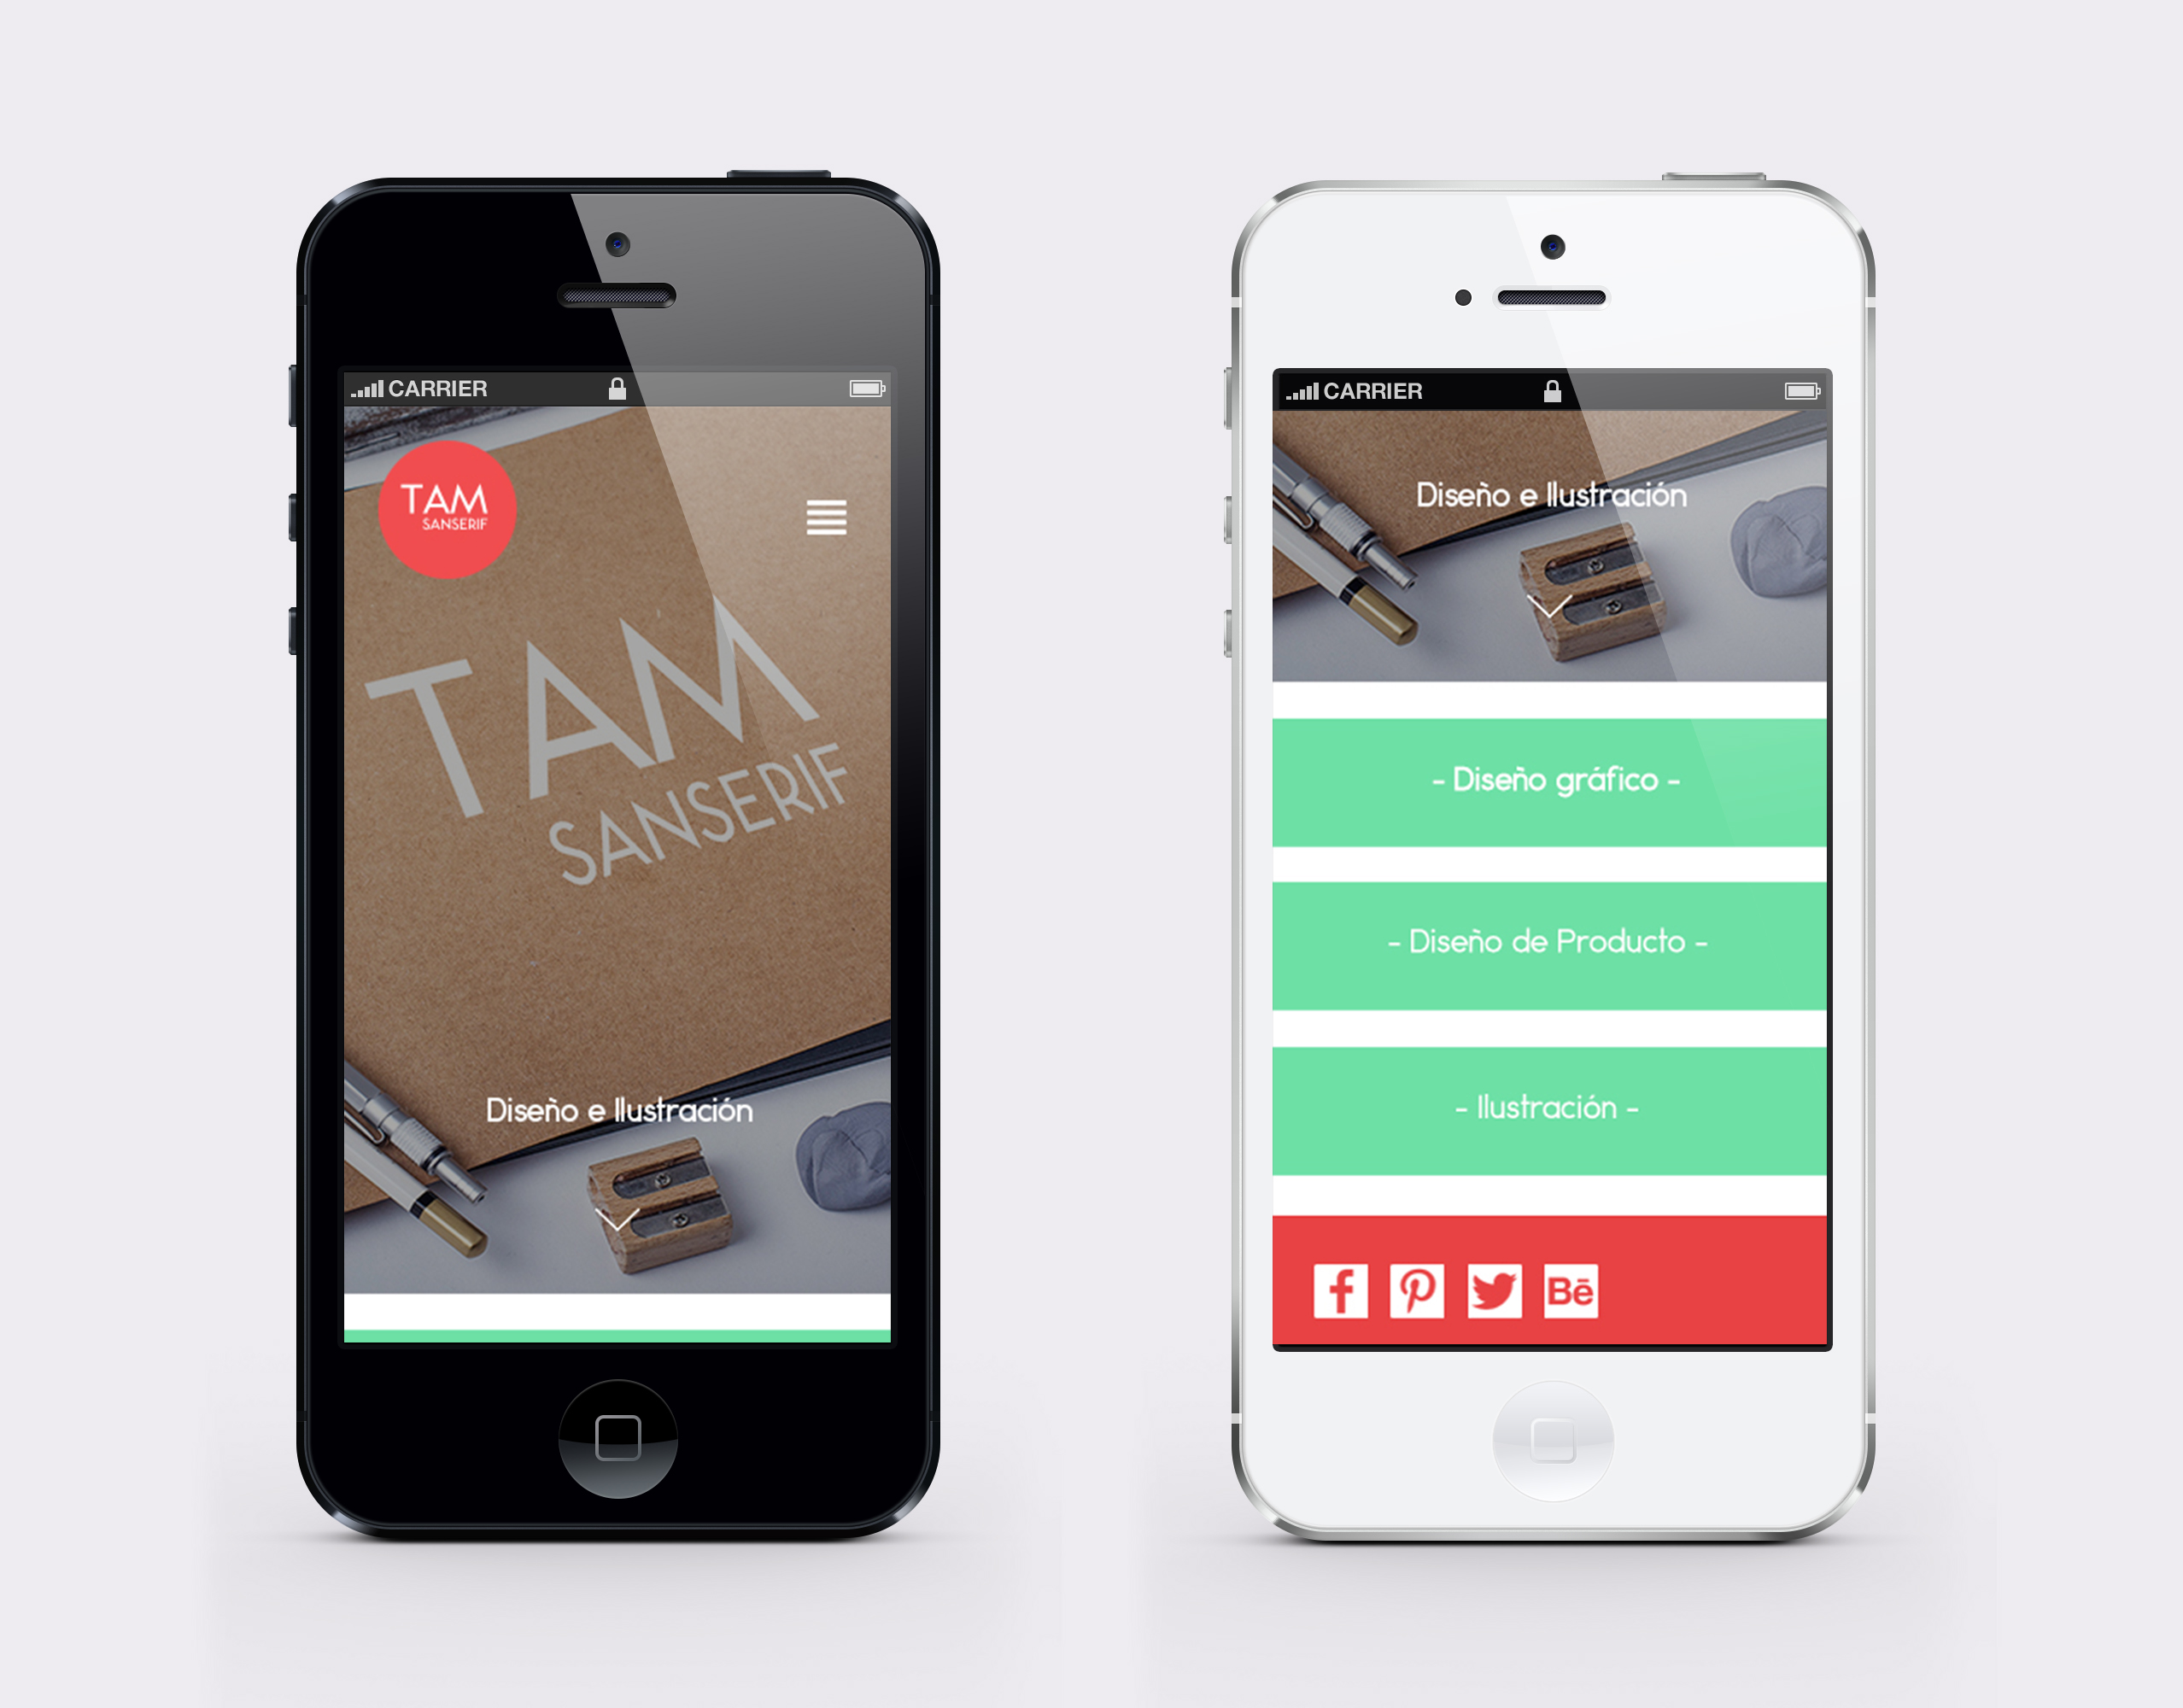 CARRIER
TAM
SANSERIF
TAM
SANSERIF
Diseño e Ilustración
CARRIER
Diseño e Ilustración
- Diseño gráfico -
- Diseño de Producto -
- Ilustración -
Bē